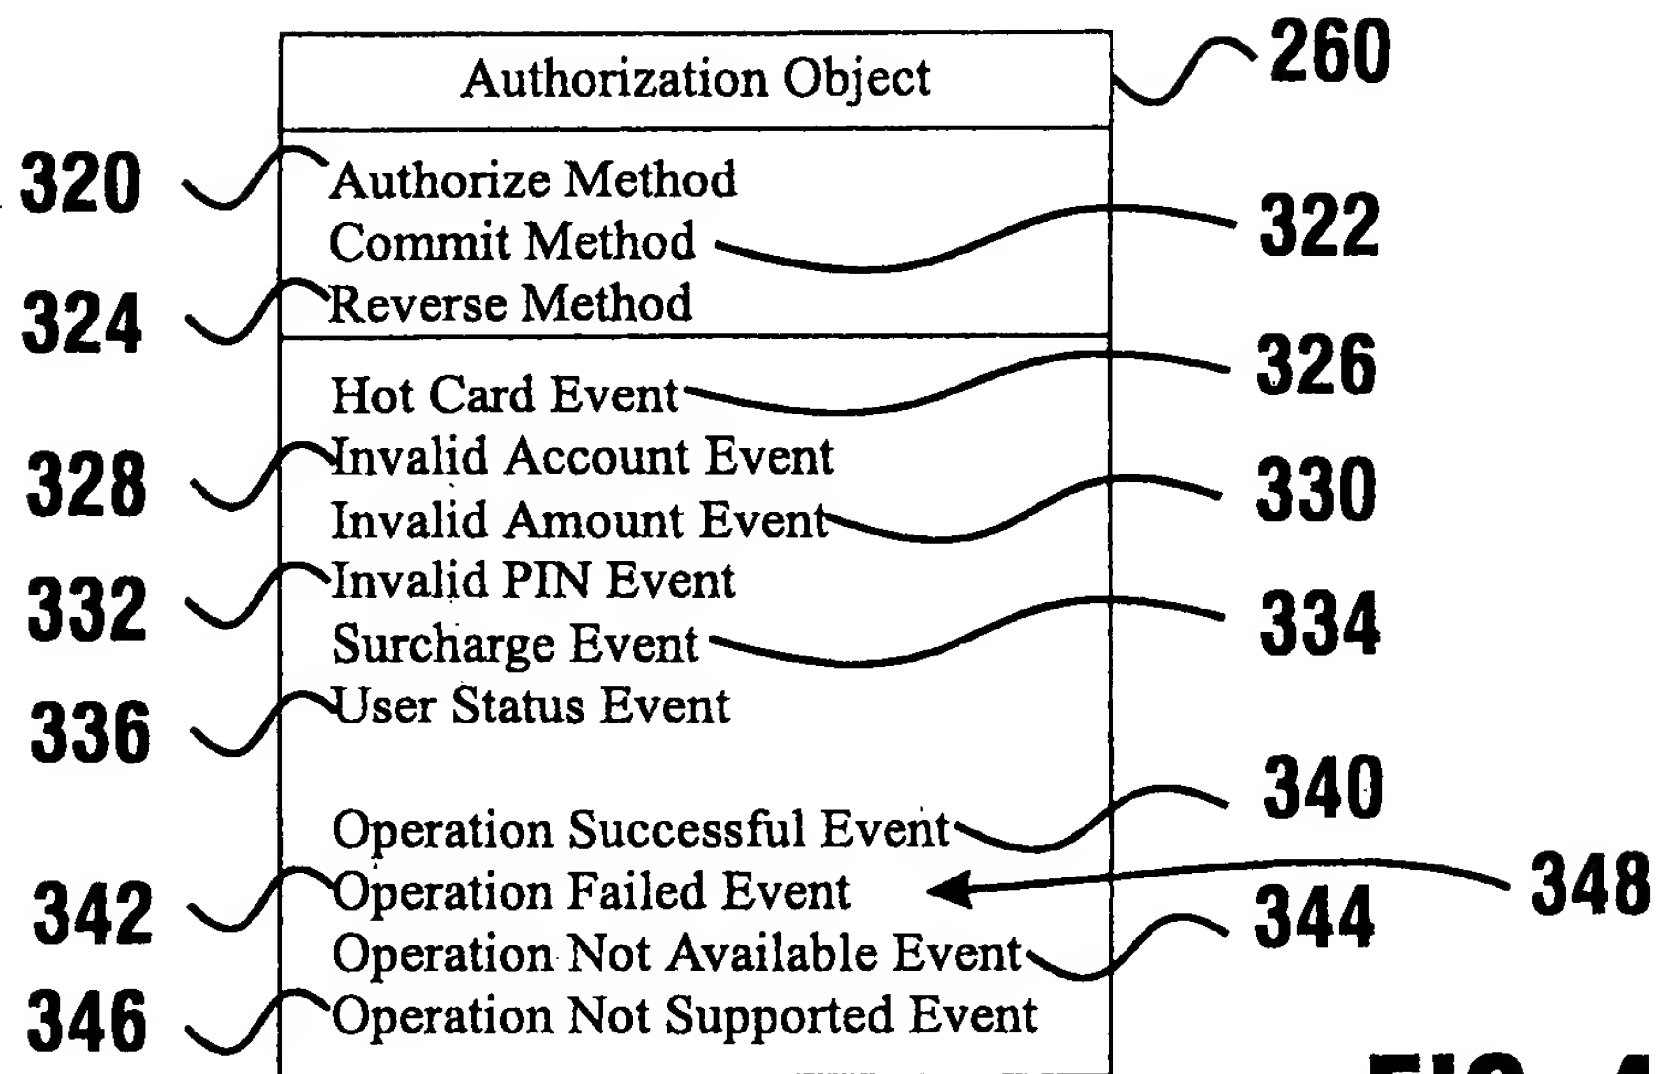 Authorization Object 260
320 Authorize Method
Commit Method 322
324 Reverse Method
Hot Card Event 326
328 Invalid Account Event
Invalid Amount Event 330
332 Invalid PIN Event
Surcharge Event 334
336 User Status Event
Operation Successful Event 340
342 Operation Failed Event 348
Operation Not Available Event 344
346 Operation Not Supported Event